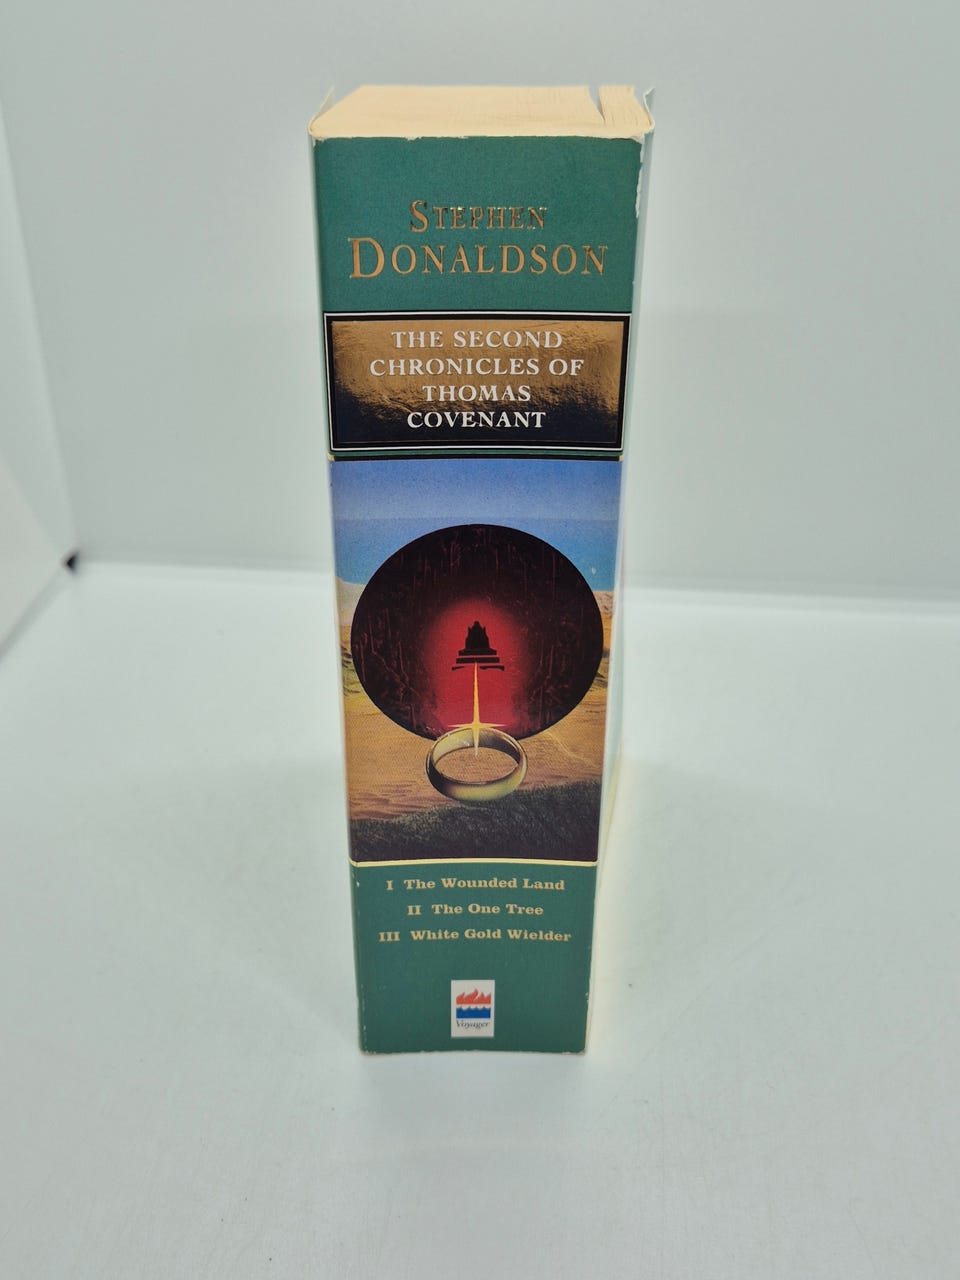 STEPHEN
DONALDSON
THE SECOND
CHRONICLES OF
THOMAS
COVENANT
I The Wounded Land
II The One Tree
III White Gold Wielder
Voyager